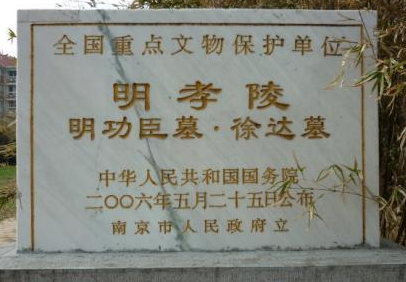 全国重点文物保护单位
明孝陵
明功臣墓·徐达墓
中华人民共和国国务院
二〇〇六年五月二十五日公布
南京市人民政府立